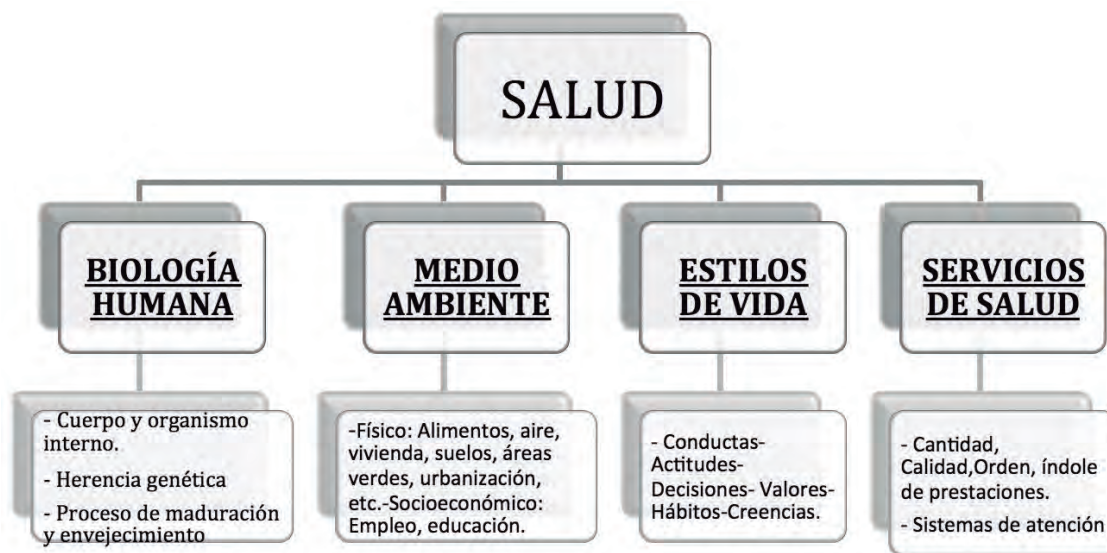 SALUD
BIOLOGÍA
HUMANA
- Cuerpo y organismo
interno.
- Herencia genética
- Proceso de maduración
y envejecimiento
MEDIO
AMBIENTE
-Físico: Alimentos, aire,
vivienda, suelos, áreas
verdes, urbanización,
etc.-Socioeconómico:
Empleo, educación.
ESTILOS
DE VIDA
- Conductas-
Actitudes-
Decisiones- Valores-
Hábitos-Creencias.
SERVICIOS
DE SALUD
- Cantidad,
Calidad,Orden, índole
de prestaciones.
- Sistemas de atención